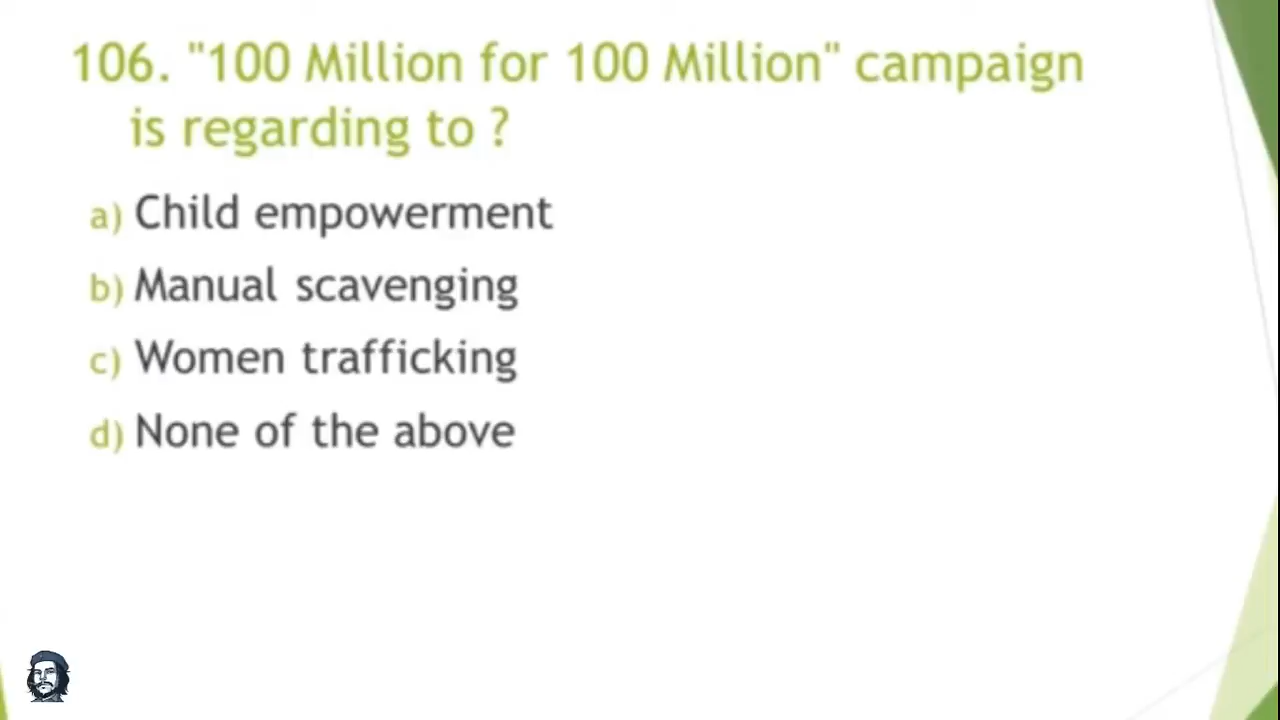 106. "100 Million for 100 Million" campaign
is regarding to ?
a) Child empowerment
b) Manual scavenging
c) Women trafficking
d) None of the above